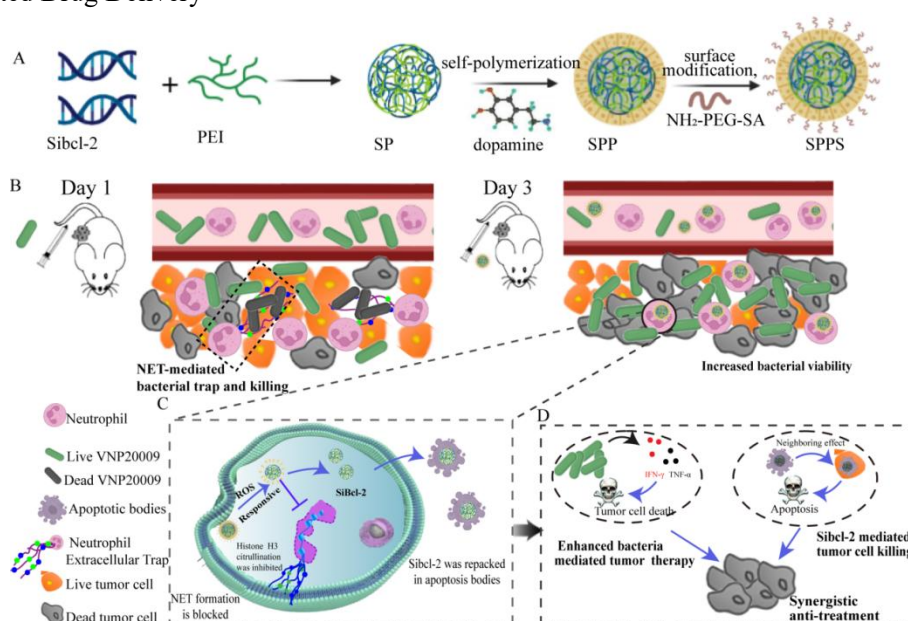 ted Drug Delivery
A
Sibcl-2
+
PEI
SP
self-polymerization
dopamine
SPP
surface
modification,
NH₂-PEG-SA
SPPS
B
Day 1
Day 3
NET-mediated
bacterial trap and killing
Increased bacterial viability
Neutrophil
Live VNP20009
Dead VNP20009
Apoptotic bodies
Neutrophil
Extracellular Trap
Live tumor cell
Dead tumor cell
C
ROS
Responsive
SiBcl-2
Histone H3
citrullination
was inhibited
NET formation
is blocked
Sibcl-2 was repacked
in apoptosis bodies
D
IFN-γ
TNF-α
Tumor cell death
Neighboring effect
Apoptosis
Enhanced bacteria
mediated tumor therapy
Sibcl-2 mediated
tumor cell killing
Synergistic
anti-treatment